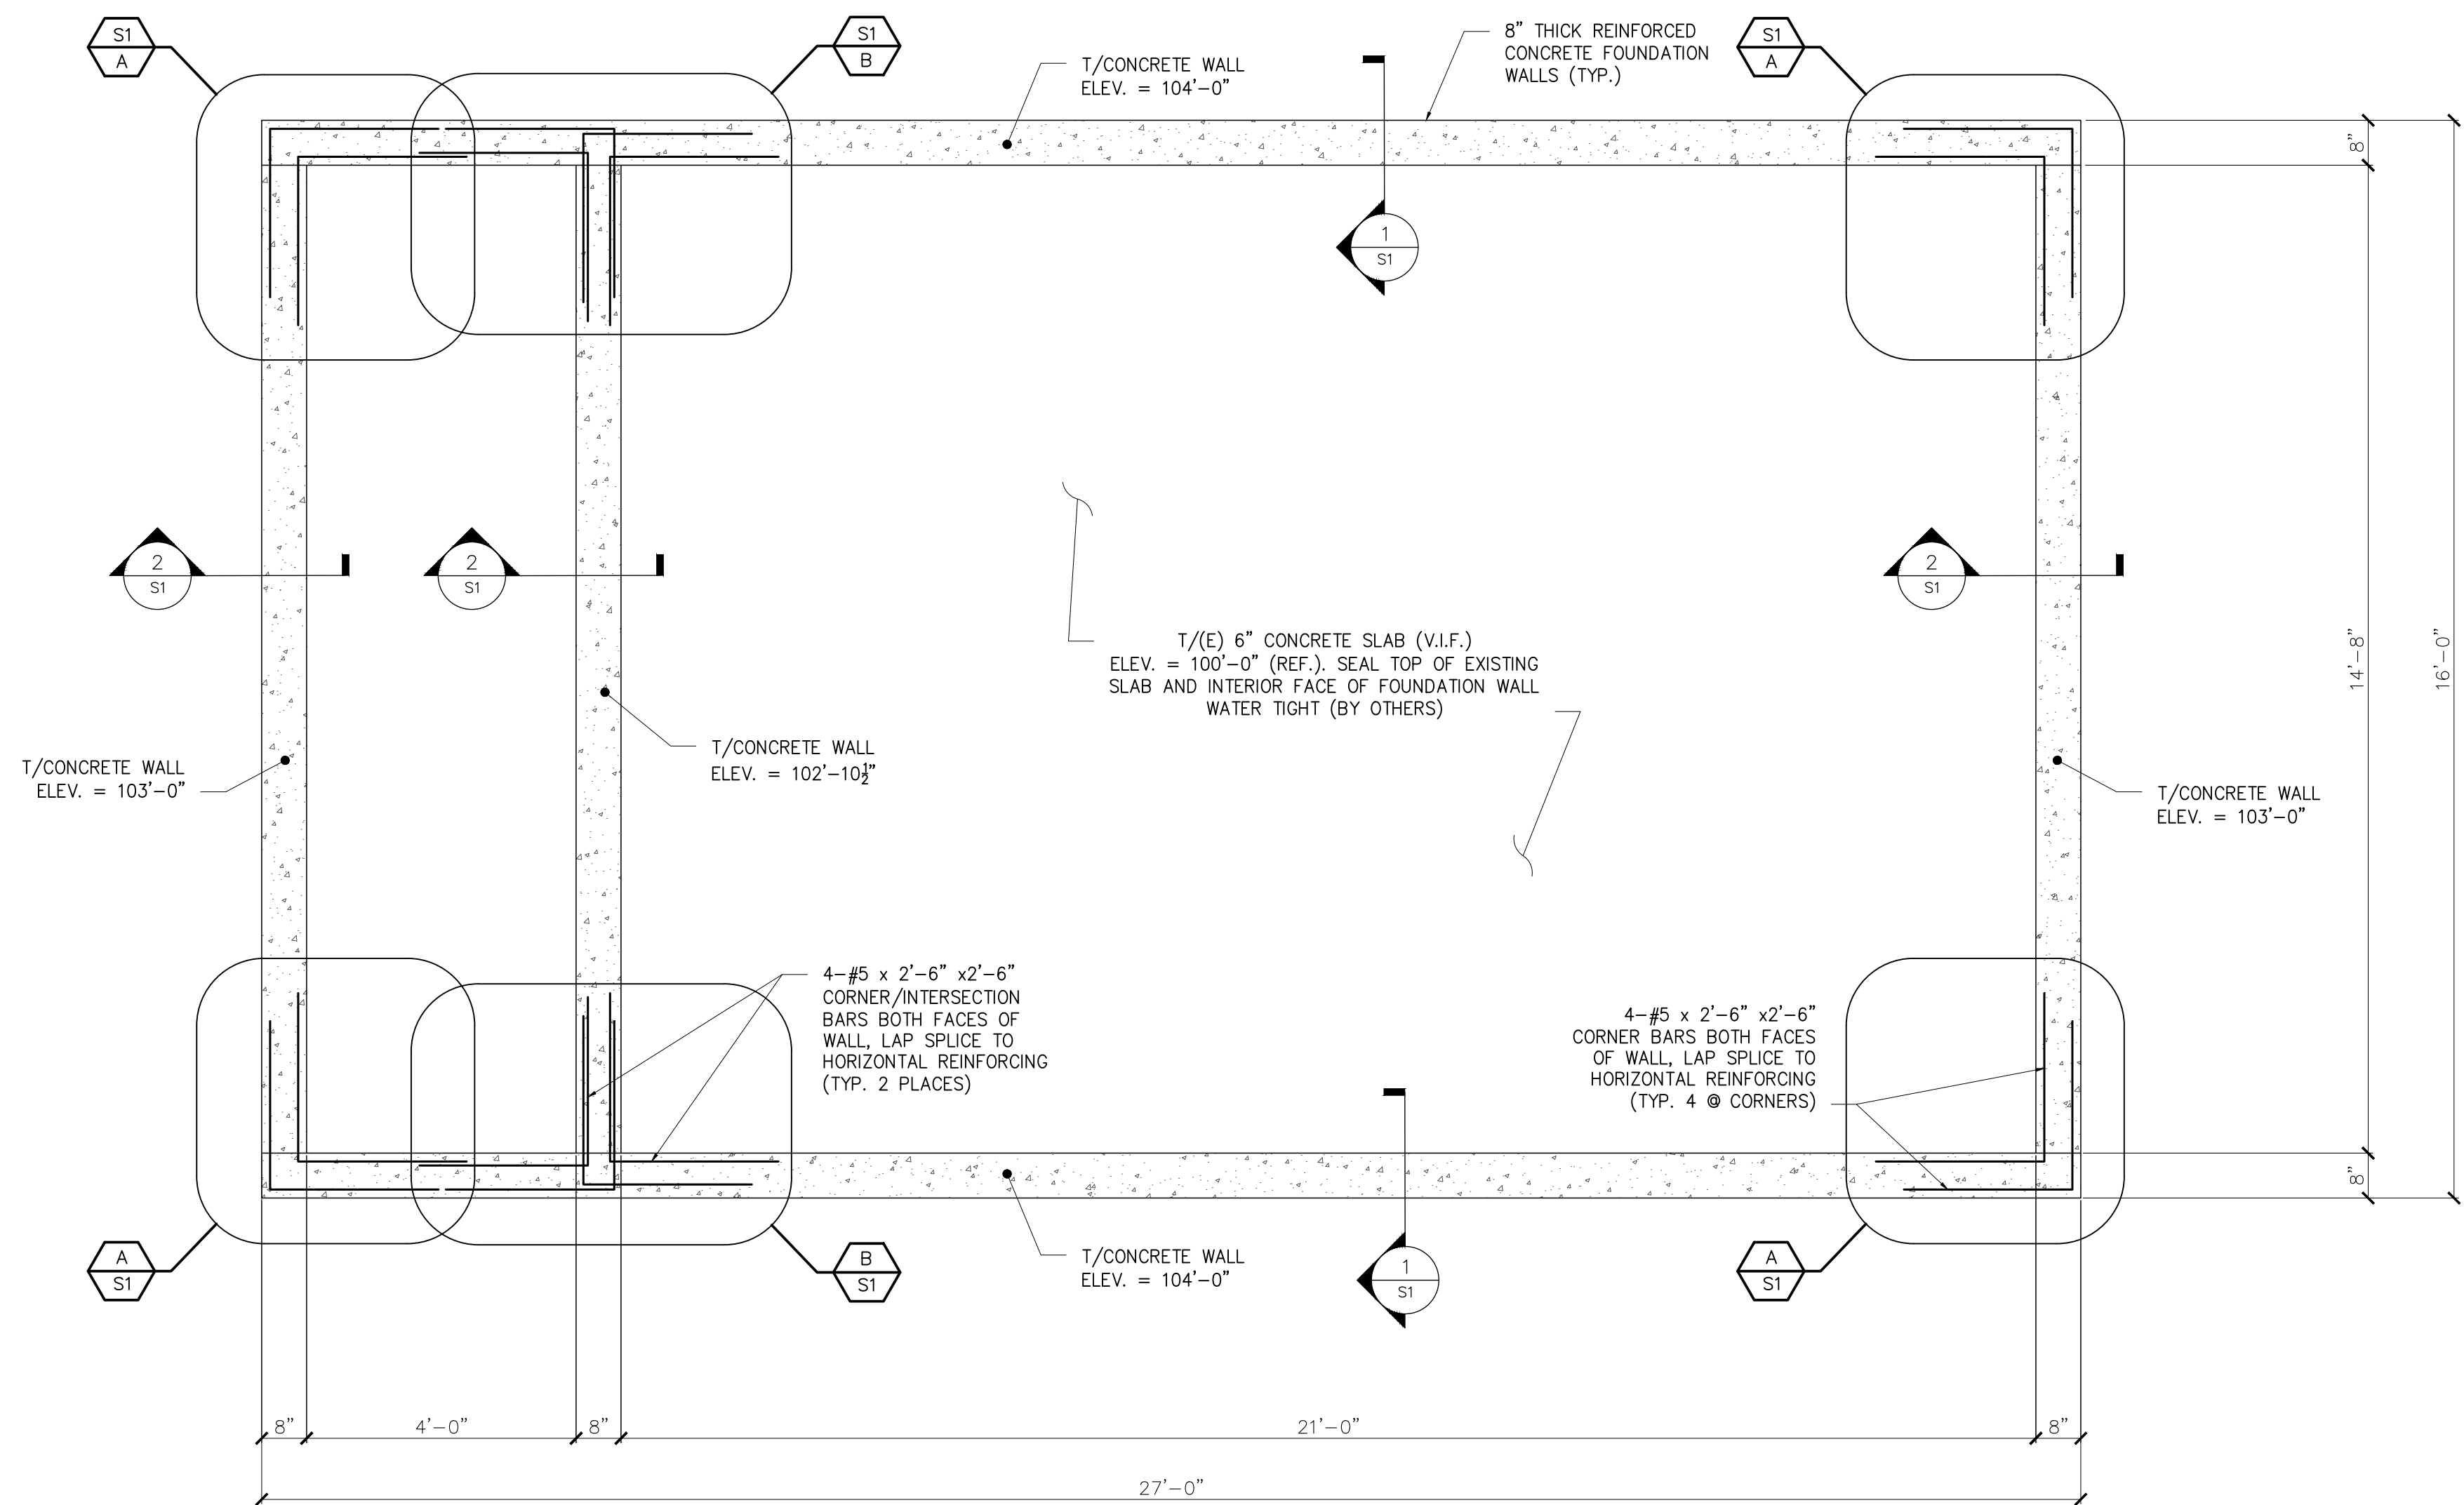 S1
A
S1
B
T/CONCRETE WALL
ELEV. = 104'-0"
8" THICK REINFORCED
CONCRETE FOUNDATION
WALLS (TYP.)
S1
A
8"
1
S1
2
S1
2
S1
2
S1
T/(E) 6" CONCRETE SLAB (V.I.F.)
ELEV. = 100'-0" (REF.). SEAL TOP OF EXISTING
SLAB AND INTERIOR FACE OF FOUNDATION WALL
WATER TIGHT (BY OTHERS)
14'-8"
16'-0"
T/CONCRETE WALL
ELEV. = 103'-0"
T/CONCRETE WALL
ELEV. = 102'-10½"
T/CONCRETE WALL
ELEV. = 103'-0"
4-#5 x 2'-6" x2'-6"
CORNER/INTERSECTION
BARS BOTH FACES OF
WALL, LAP SPLICE TO
HORIZONTAL REINFORCING
(TYP. 2 PLACES)
4-#5 x 2'-6" x2'-6"
CORNER BARS BOTH FACES
OF WALL, LAP SPLICE TO
HORIZONTAL REINFORCING
(TYP. 4 @ CORNERS)
8"
A
S1
B
S1
T/CONCRETE WALL
ELEV. = 104'-0"
1
S1
A
S1
8"
4'-0"
8"
21'-0"
8"
27'-0"